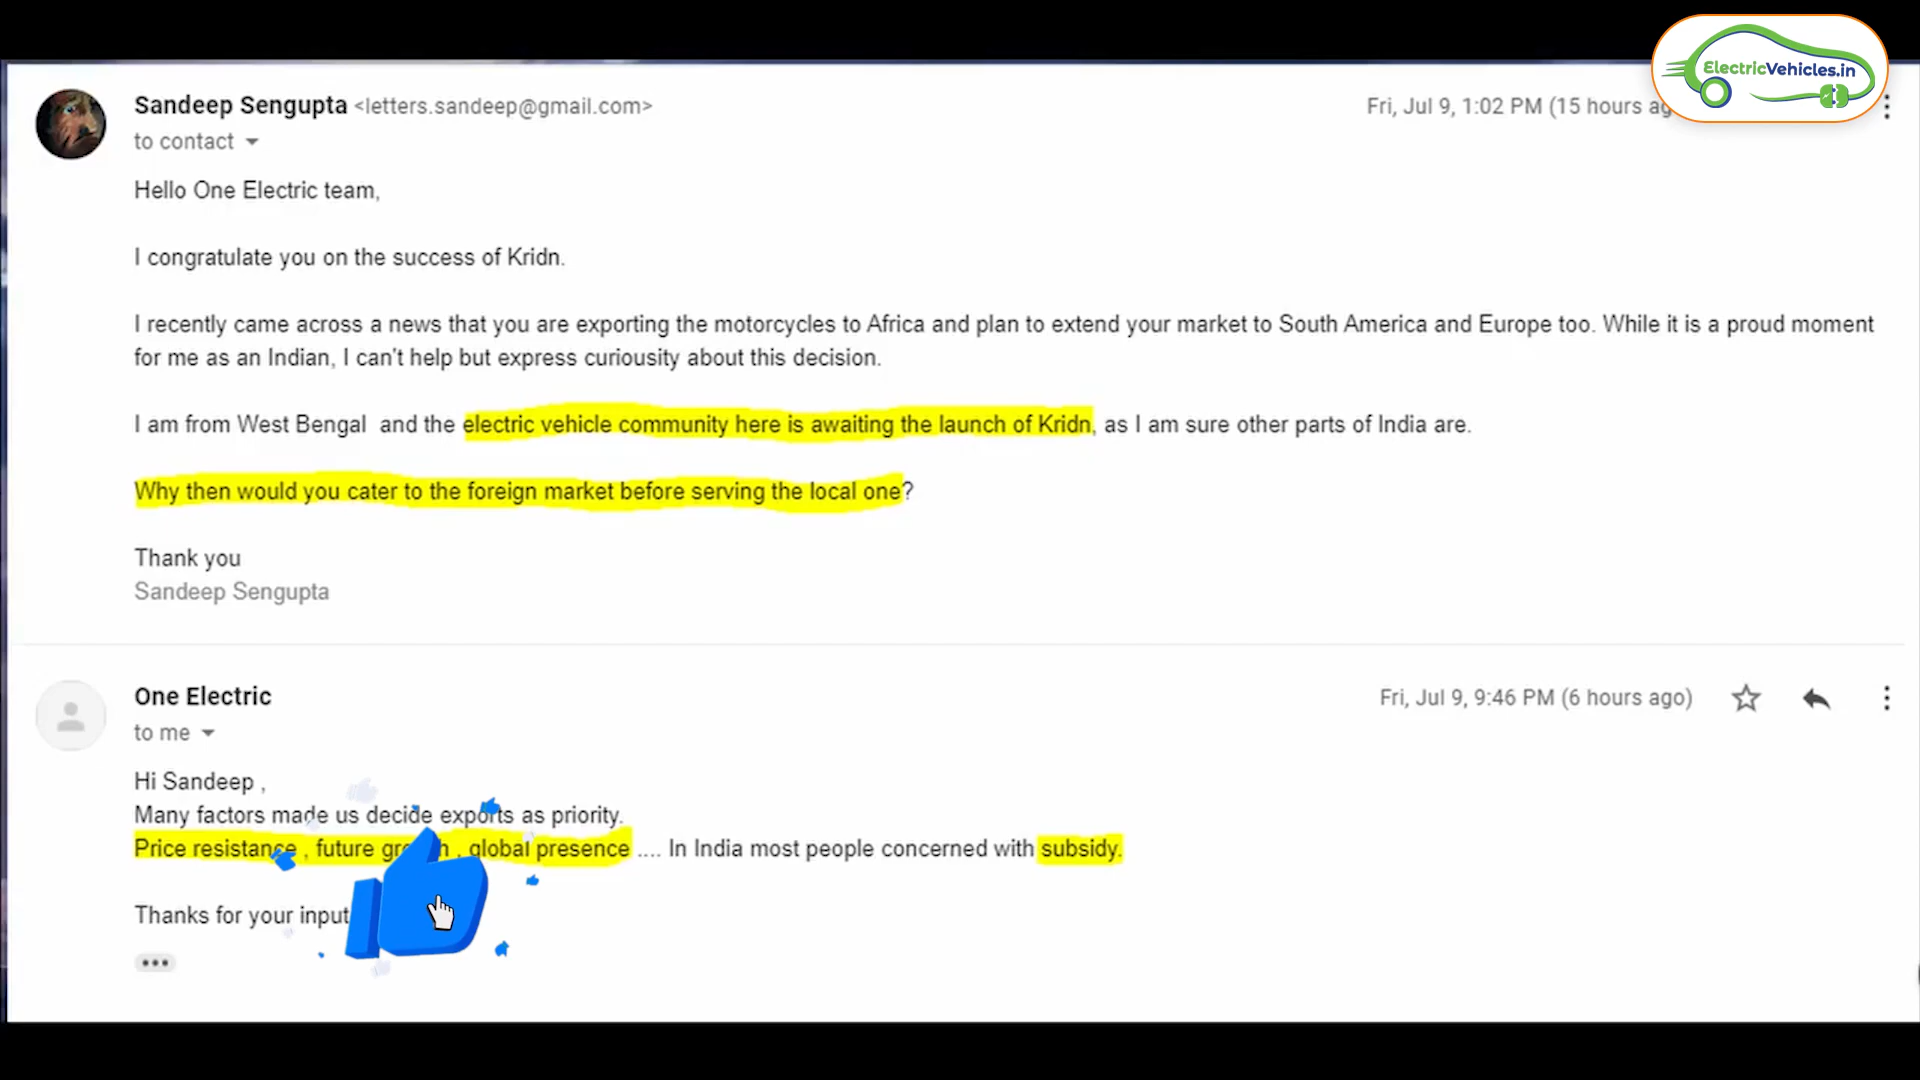 ElectricVehicles.in
Sandeep Sengupta <letters.sandeep@gmail.com>
Fri, Jul 9, 1:02 PM (15 hours
to contact
Hello One Electric team,
I congratulate you on the success of Kridn.
I recently came across a news that you are exporting the motorcycles to Africa and plan to extend your market to South America and Europe too. While it is a proud moment
for me as an Indian, I can't help but express curiousity about this decision.
I am from West Bengal and the electric vehicle community here is awaiting the launch of Kridn, as I am sure other parts of India are.
Why then would you cater to the foreign market before serving the local one?
Thank you
Sandeep Sengupta
One Electric
Fri, Jul 9, 9:46 PM (6 hours ago)
to me
Hi Sandeep ,
Many factors made us decide exports as priority.
Price resistance , future , global presence .... In India most people concerned with subsidy.
Thanks for your input